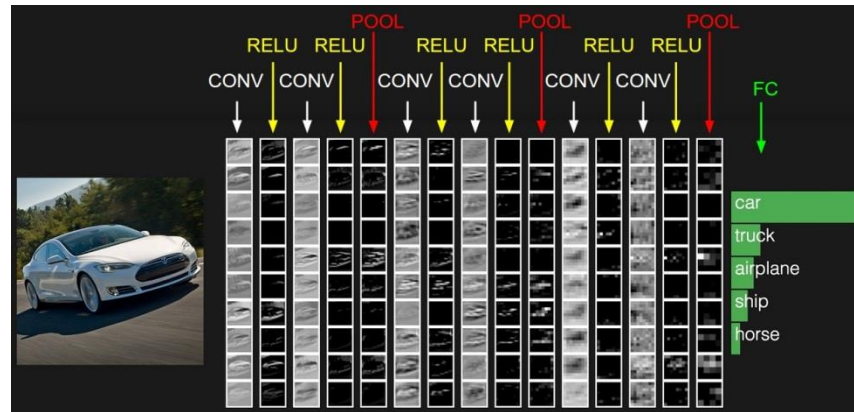 POOL POOL POOL
RELU RELU RELU RELU RELU RELU
CONV CONV CONV CONV CONV CONV
FC
car
truck
airplane
ship
horse